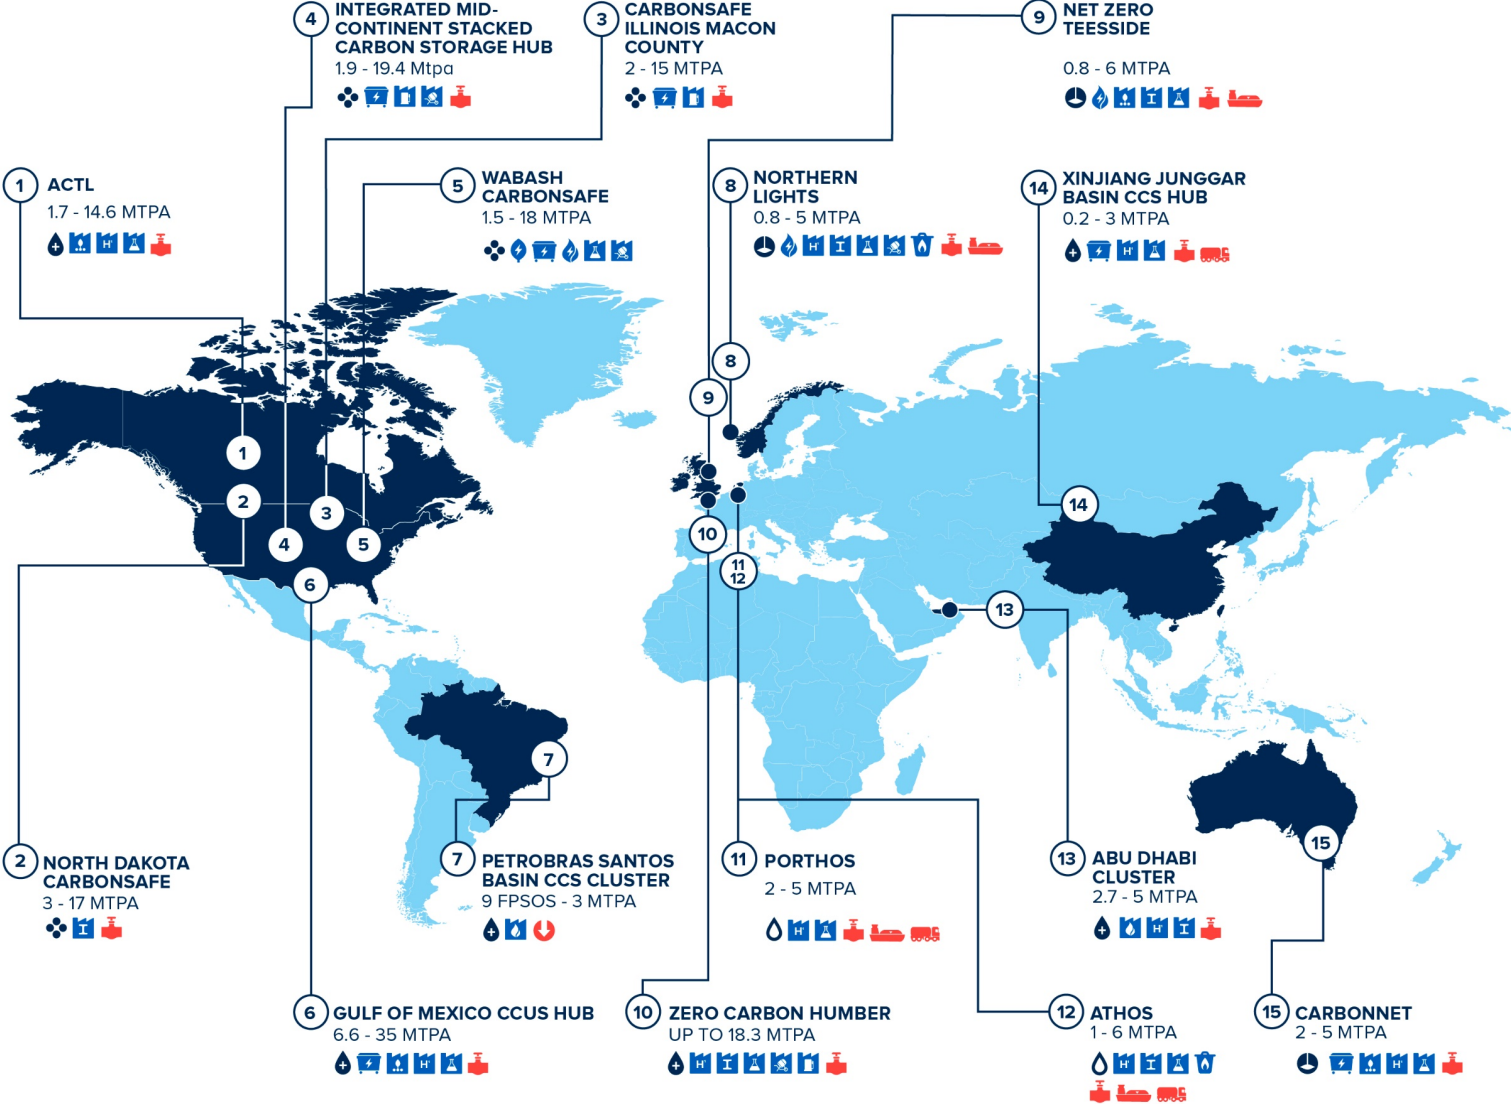 4
INTEGRATED MID-
CONTINENT STACKED
CARBON STORAGE HUB
1.9 - 19.4 Mtpa
3
CARBONSAFE
ILLINOIS MACON
COUNTY
2 - 15 MTPA
9
NET ZERO
TEESSIDE
0.8 - 6 MTPA
1
ACTL
1.7 - 14.6 MTPA
5
WABASH
CARBONSAFE
1.5 - 18 MTPA
8
NORTHERN
LIGHTS
0.8 - 5 MTPA
14
XINJIANG JUNGGAR
BASIN CCS HUB
0.2 - 3 MTPA
8
9
1
2
3
4
5
6
10
11
12
14
13
7
15
2
NORTH DAKOTA
CARBONSAFE
3 - 17 MTPA
7
PETROBRAS SANTOS
BASIN CCS CLUSTER
9 FPSOS - 3 MTPA
11
PORTHOS
2 - 5 MTPA
13
ABU DHABI
CLUSTER
2.7 - 5 MTPA
6
GULF OF MEXICO CCUS HUB
6.6 - 35 MTPA
10
ZERO CARBON HUMBER
UP TO 18.3 MTPA
12
ATHOS
1 - 6 MTPA
15
CARBONNET
2 - 5 MTPA